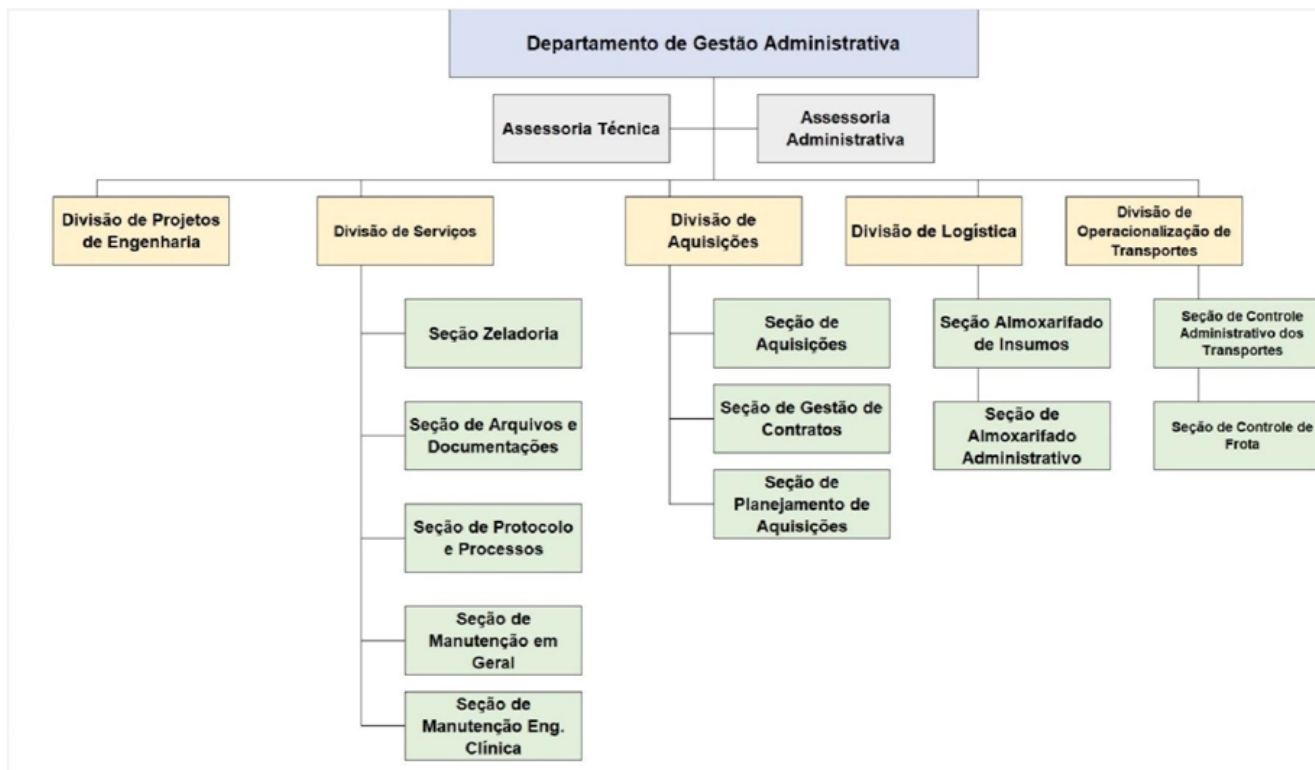 Departamento de Gestão Administrativa
Assessoria Técnica
Assessoria
Administrativa
Divisão de Projetos
de Engenharia
Divisão de Serviços
Divisão de
Aquisições
Divisão de Logística
Divisão de
Operacionalização de
Transportes
Seção Zeladoria
Seção de Arquivos e
Documentações
Seção de Protocolo
e Processos
Seção de
Manutenção em
Geral
Seção de
Manutenção Eng.
Clínica
Seção de
Aquisições
Seção de Gestão de
Contratos
Seção de
Planejamento de
Aquisições
Seção Almoxarifado
de Insumos
Seção de
Almoxarifado
Administrativo
Seção de Controle
Administrativo dos
Transportes
Seção de Controle de
Frota